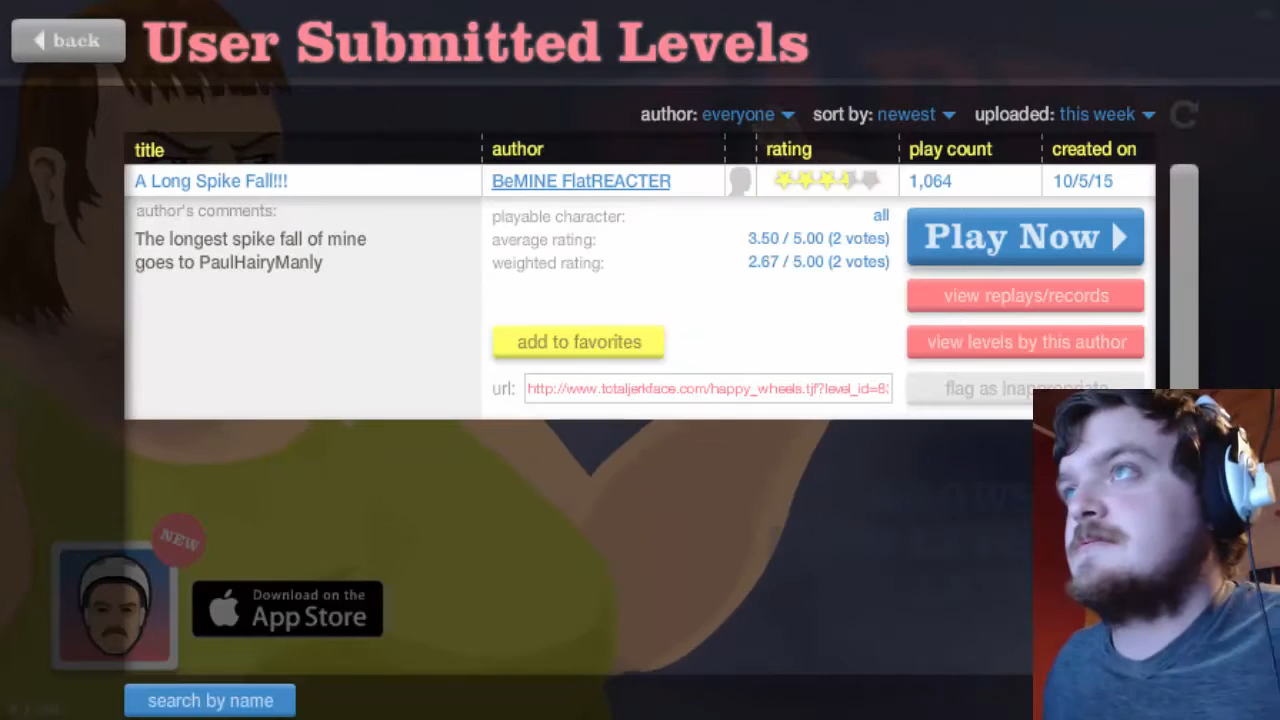 back
User Submitted Levels
author: everyone sort by: newest uploaded: this week
title author rating play count created on
A Long Spike Fall!!! BeMINE FlatREACTER 1,064 10/5/15
author's comments:
The longest spike fall of mine
goes to PaulHairyManly
playable character: all
average rating: 3.50 / 5.00 (2 votes)
weighted rating: 2.67 / 5.00 (2 votes)
Play Now
view replays/records
add to favorites
view levels by this author
url: http://www.totaljerkface.com/happy_wheels.tjf?level_id=8
flag as inappropriate
NEW
Download on the
App Store
search by name